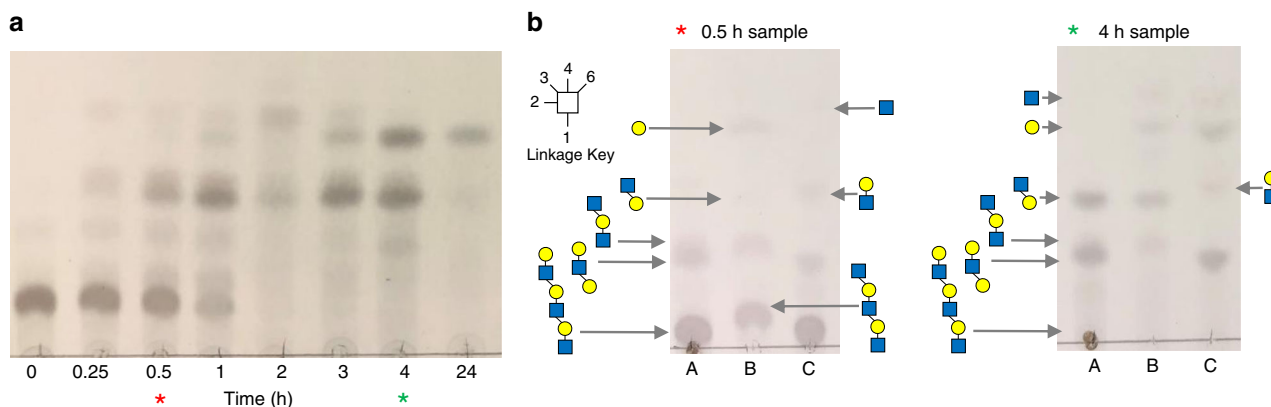 a
0 0.25 0.5 1 2 3 4 24
* Time (h) *
b
* 0.5 h sample
3 4 6
2
1
Linkage Key
A B C
* 4 h sample
A B C